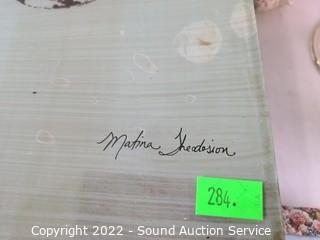 Matina Theodosion
284.
Copyright 2022 - Sound Auction Service